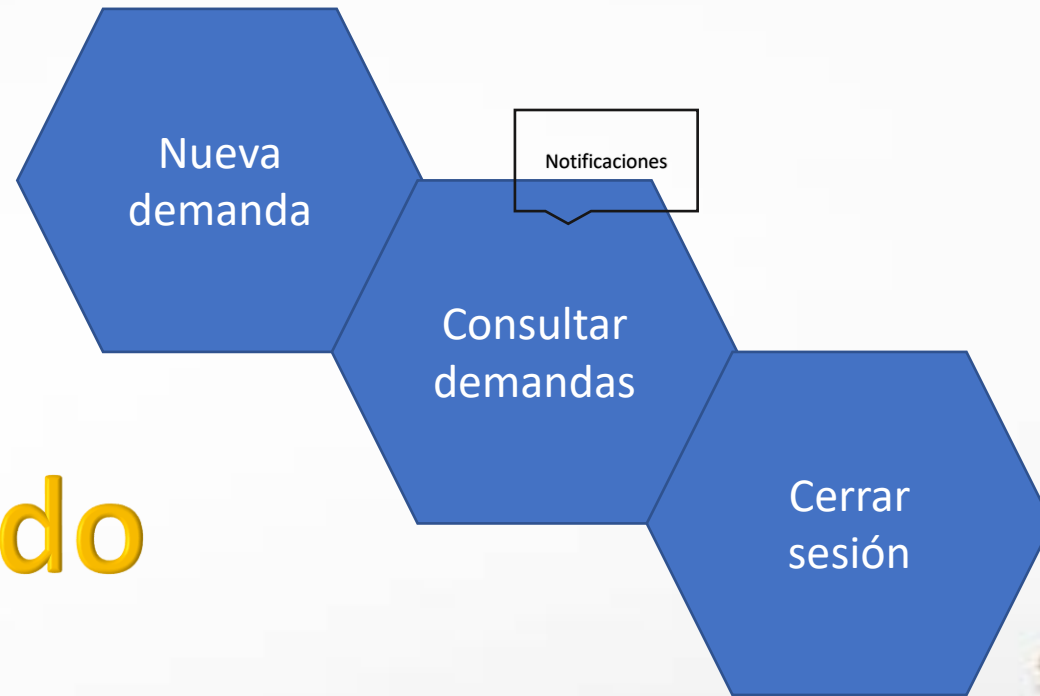 Nueva
demanda
Notificaciones
Consultar
demandas
Cerrar
sesión
do